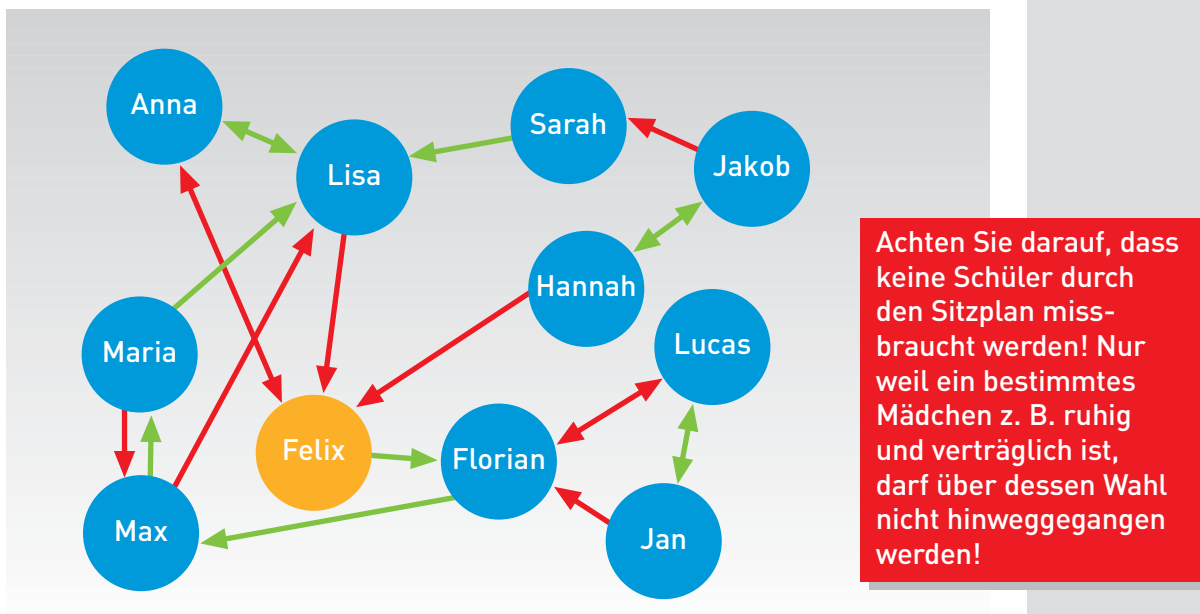 Anna
Lisa
Sarah
Jakob
Hannah
Lucas
Maria
Felix
Florian
Max
Jan
Achten Sie darauf, dass
keine Schüler durch
den Sitzplan miss-
braucht werden! Nur
weil ein bestimmtes
Mädchen z. B. ruhig
und verträglich ist,
darf über dessen Wahl
nicht hinweggegangen
werden!